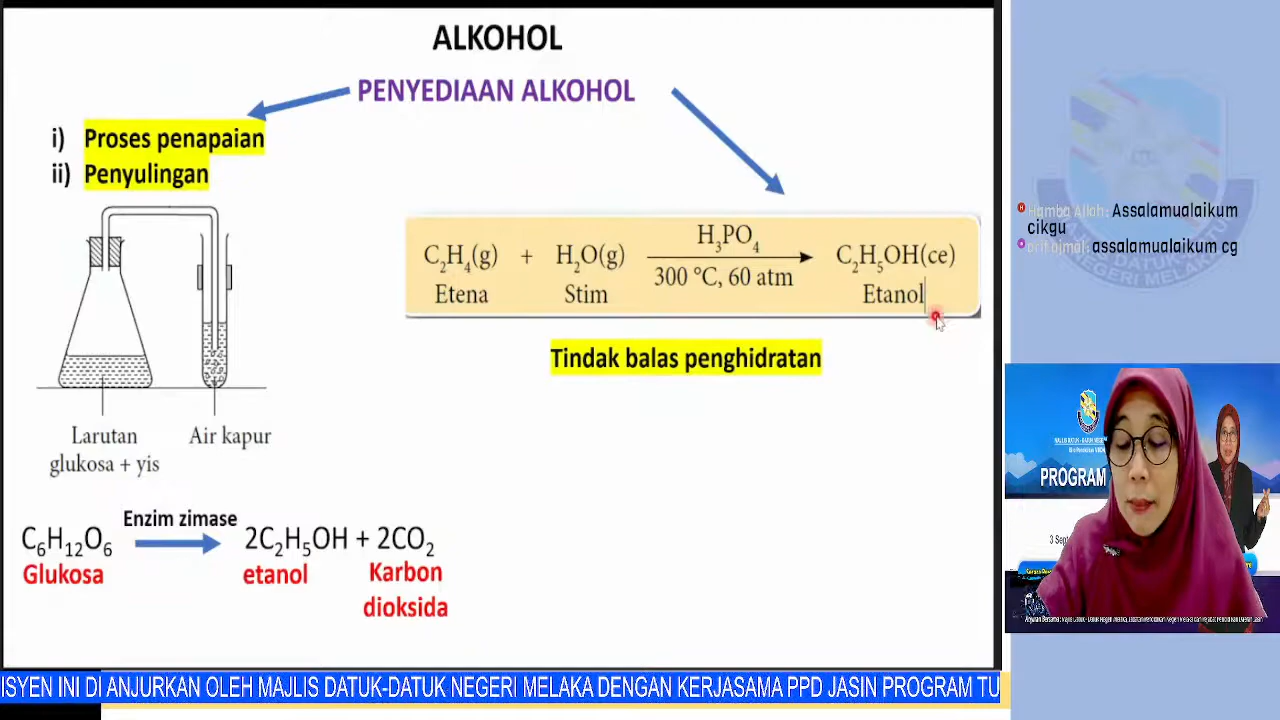 ALKOHOL
PENYEDIAAN ALKOHOL
i) Proses penapaian
ii) Penyulingan
Larutan
glukosa + yis
Air kapur
Enzim zimase
C₆H₁₂O₆ 2C₂H₅OH + 2CO₂
Glukosa etanol Karbon
dioksida
H₃PO₄
C₂H₄(g) + H₂O(g) C₂H₅OH(ce)
300 °C, 60 atm
Etena Stim Etanol
Tindak balas penghidratan
Hamba Allah: Assalamualaikum
cikgu
assalamualaikum cg
NEGERI MELAKA
PROGRAM
ISYEN INI DI ANJURKAN OLEH MAJLIS DATUK-DATUK NEGERI MELAKA DENGAN KERJASAMA PPD JASIN PROGRAM TU